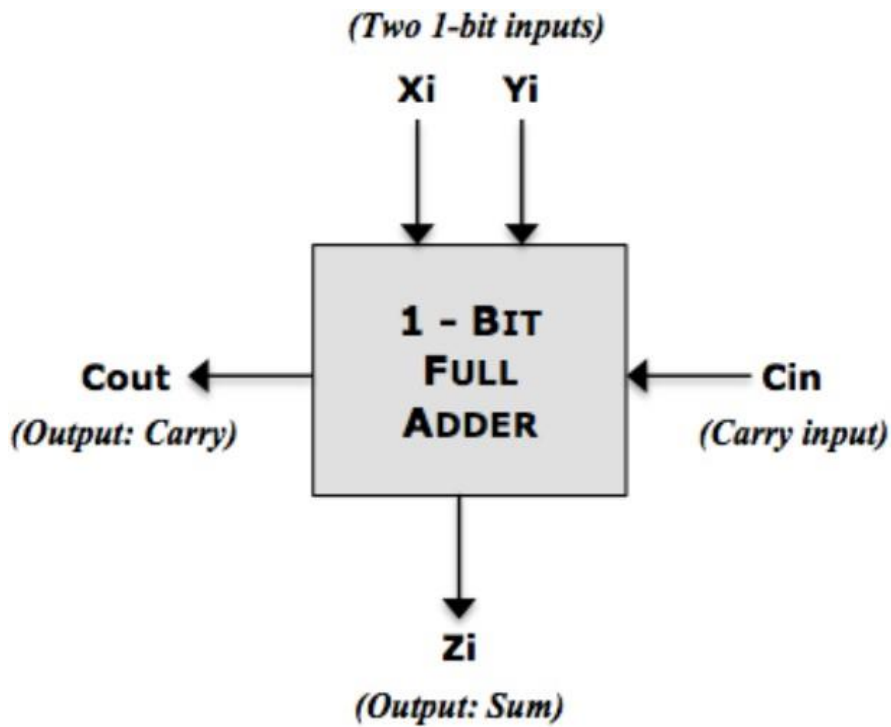 (Two 1-bit inputs)
Xi Yi
1 - BIT
FULL
ADDER
Cout
(Output: Carry)
Cin
(Carry input)
Zi
(Output: Sum)